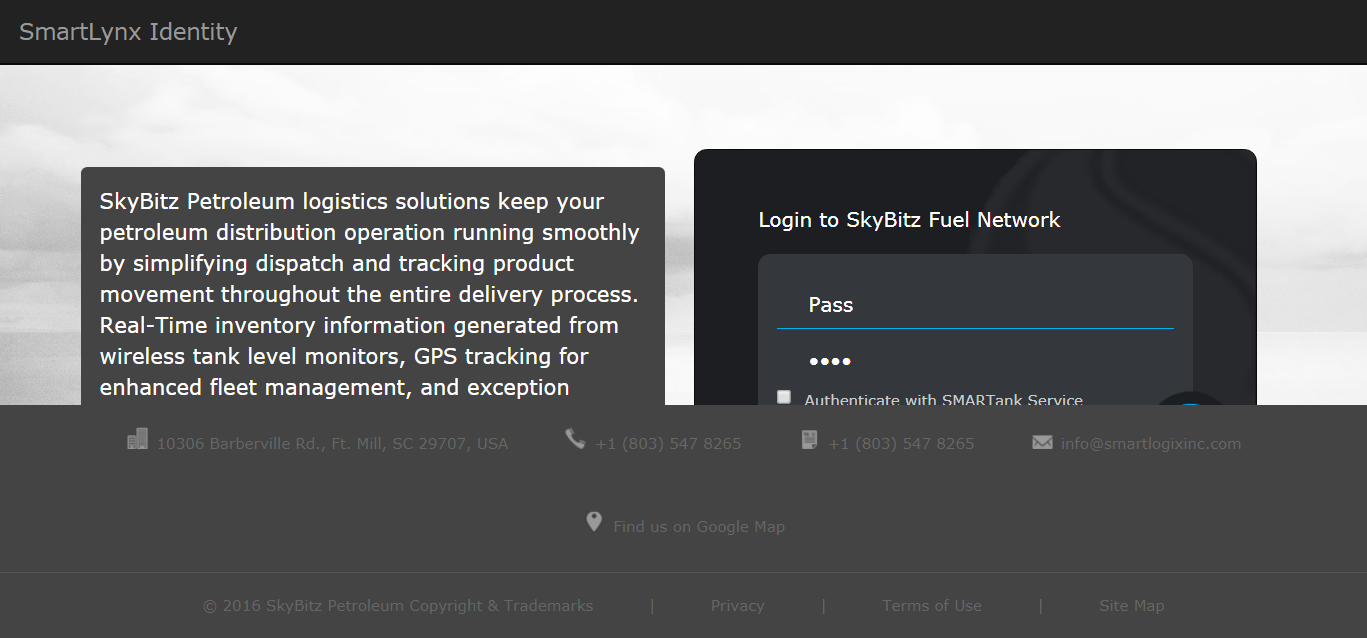 SmartLynx Identity
SkyBitz Petroleum logistics solutions keep your
petroleum distribution operation running smoothly
by simplifying dispatch and tracking product
movement throughout the entire delivery process.
Real-Time inventory information generated from
wireless tank level monitors, GPS tracking for
enhanced fleet management, and exception
Login to SkyBitz Fuel Network
Pass
••••
Authenticate with SMARTank Service
10306 Barberville Rd., Ft. Mill, SC 29707, USA
+1 (803) 547 8265
+1 (803) 547 8265
info@smartlogixinc.com
Find us on Google Map
© 2016 SkyBitz Petroleum Copyright & Trademarks | Privacy | Terms of Use | Site Map